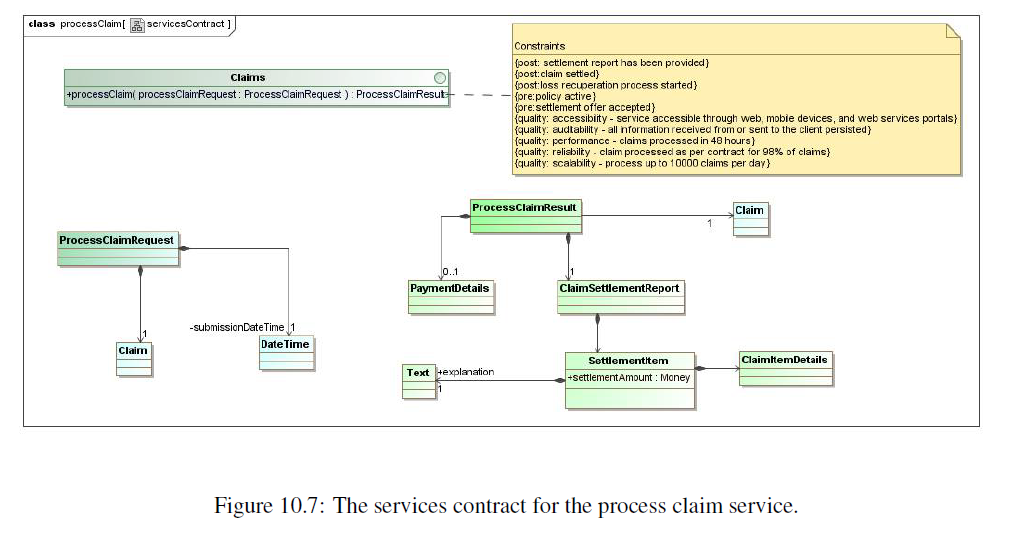 class processClaim[ servicesContract ]
Claims
+processClaim( processClaimRequest : ProcessClaimRequest ) : ProcessClaimResult
Constraints
{post: settlement report has been provided}
{post:claim settled}
{post:loss recuperation process started}
{pre:policy active}
{pre:settlement offer accepted}
{quality: accessibility - service accessible through web, mobile devices, and web services portals}
{quality: auditability - all information received from or sent to the client persisted}
{quality: performance - claims processed in 48 hours}
{quality: reliability - claim processed as per contract for 98% of claims}
{quality: scalability - process up to 10000 claims per day}
ProcessClaimResult
Claim
1
ProcessClaimRequest
0..1
1
PaymentDetails
ClaimSettlementReport
-submissionDateTime
1
1
Claim
DateTime
SettlementItem
+settlementAmount : Money
ClaimItemDetails
Text
+explanation
1
Figure 10.7: The services contract for the process claim service.